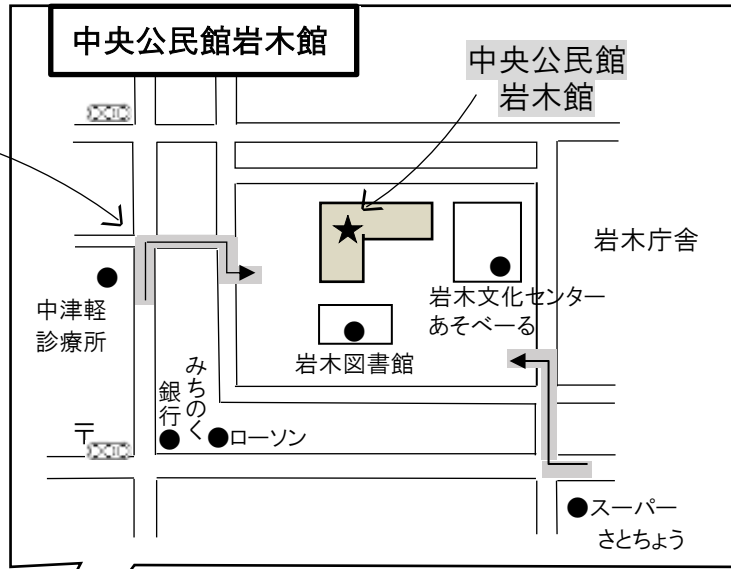 中央公民館岩木館
中央公民館
岩木館
岩木庁舎
中津軽
診療所
岩木文化センター
あそべーる
岩木図書館
みちのく
銀行
ローソン
〒
スーパー
さとちょう